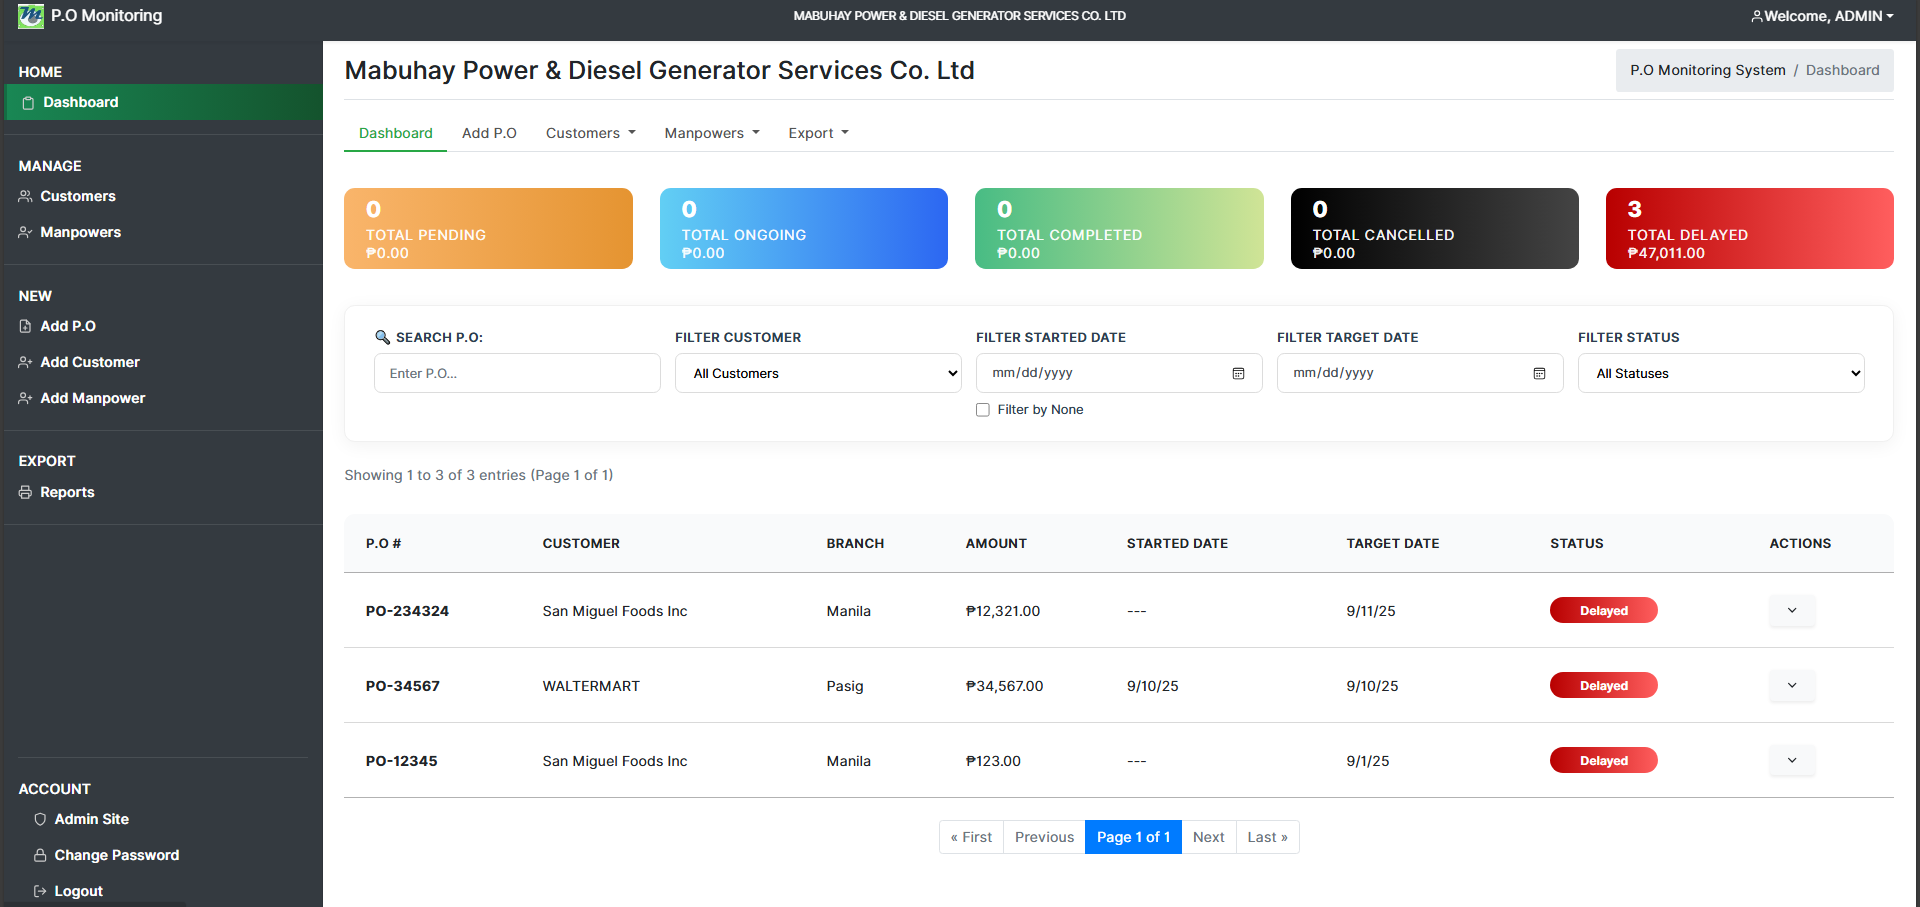 P.O Monitoring
MABUHAY POWER & DIESEL GENERATOR SERVICES CO. LTD
Welcome, ADMIN
HOME
Dashboard
MANAGE
Customers
Manpowers
NEW
Add P.O
Add Customer
Add Manpower
EXPORT
Reports
ACCOUNT
Admin Site
Change Password
Logout
Mabuhay Power & Diesel Generator Services Co. Ltd
P.O Monitoring System / Dashboard
Dashboard Add P.O Customers Manpowers Export
0
TOTAL PENDING
₱0.00
0
TOTAL ONGOING
₱0.00
0
TOTAL COMPLETED
₱0.00
0
TOTAL CANCELLED
₱0.00
3
TOTAL DELAYED
₱47,011.00
SEARCH P.O:
Enter P.O...
FILTER CUSTOMER
All Customers
FILTER STARTED DATE
mm/dd/yyyy
Filter by None
FILTER TARGET DATE
mm/dd/yyyy
FILTER STATUS
All Statuses
Showing 1 to 3 of 3 entries (Page 1 of 1)
P.O # CUSTOMER BRANCH AMOUNT STARTED DATE TARGET DATE STATUS ACTIONS
PO-234324 San Miguel Foods Inc Manila ₱12,321.00 --- 9/11/25 Delayed
PO-34567 WALTERMART Pasig ₱34,567.00 9/10/25 9/10/25 Delayed
PO-12345 San Miguel Foods Inc Manila ₱123.00 --- 9/1/25 Delayed
« First Previous Page 1 of 1 Next Last »